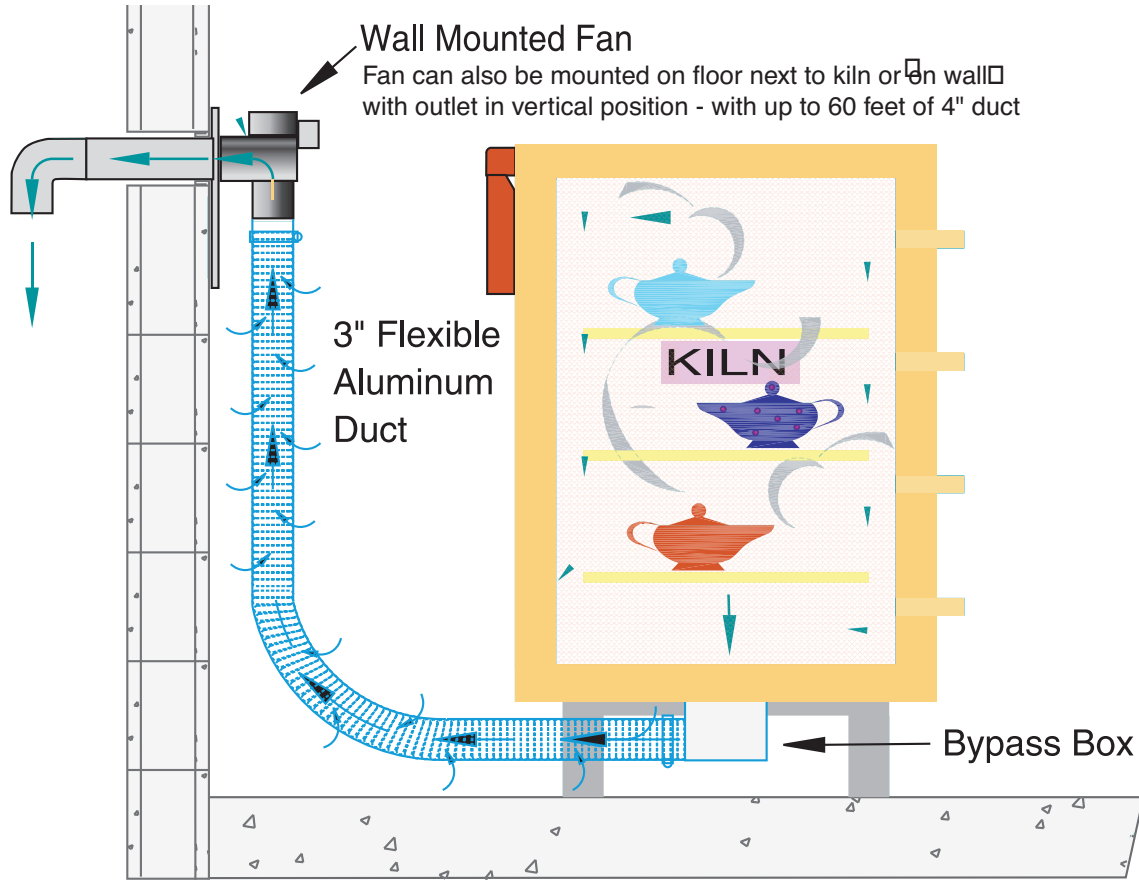 Wall Mounted Fan
Fan can also be mounted on floor next to kiln or on wall
with outlet in vertical position - with up to 60 feet of 4" duct
3" Flexible
Aluminum
Duct
KILN
Bypass Box